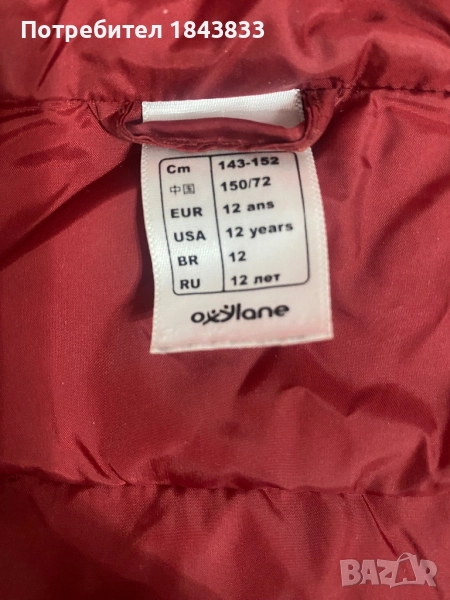 Потребител 1843833
Cm 143-152
中国 150/72
EUR 12 ans
USA 12 years
BR 12
RU 12 лет
oxylane
BAZAR